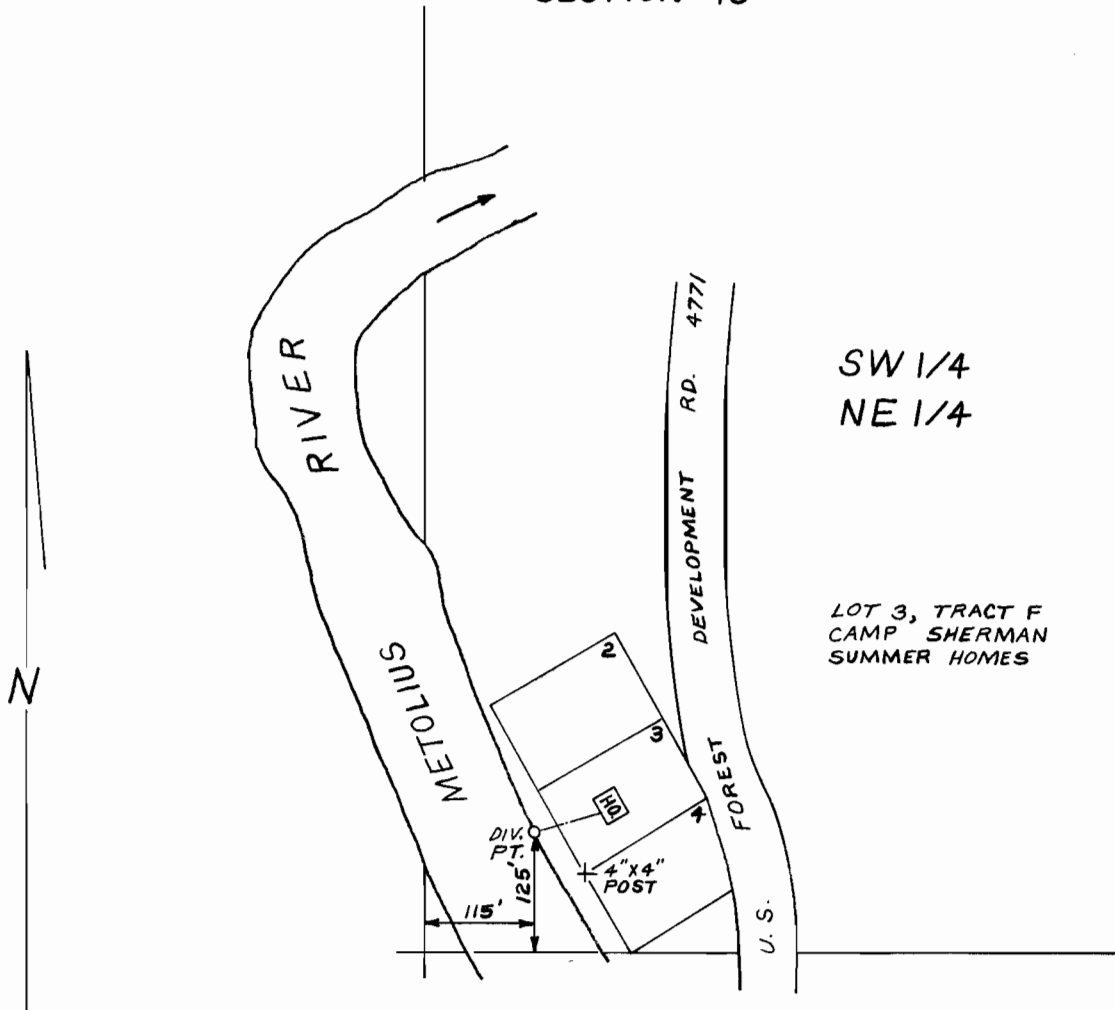 RIVER
METOLIUS
U.S. FOREST DEVELOPMENT RD. 4771
SW 1/4
NE 1/4
LOT 3, TRACT F
CAMP SHERMAN
SUMMER HOMES
N
2
3
4
DIV.
PT.
4"X4"
POST
125'
115'